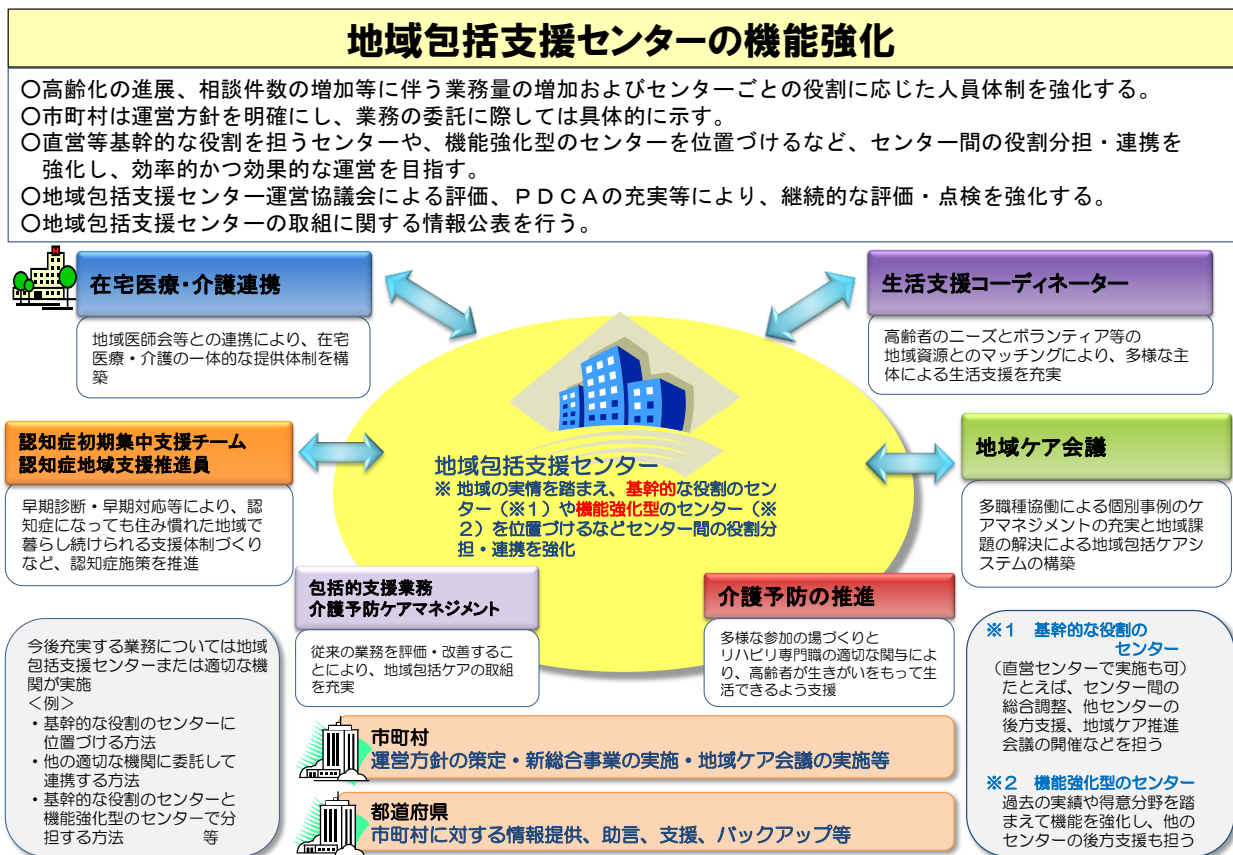 地域包括支援センターの機能強化
○高齢化の進展、相談件数の増加等に伴う業務量の増加およびセンターごとの役割に応じた人員体制を強化する。
○市町村は運営方針を明確にし、業務の委託に際しては具体的に示す。
○直営等基幹的な役割を担うセンターや、機能強化型のセンターを位置づけるなど、センター間の役割分担・連携を
強化し、効率的かつ効果的な運営を目指す。
○地域包括支援センター運営協議会による評価、PDCAの充実等により、継続的な評価・点検を強化する。
○地域包括支援センターの取組に関する情報公表を行う。
在宅医療・介護連携
地域医師会等との連携により、在宅
医療・介護の一体的な提供体制を構
築
生活支援コーディネーター
高齢者のニーズとボランティア等の
地域資源とのマッチングにより、多様な主
体による生活支援を充実
認知症初期集中支援チーム
認知症地域支援推進員
早期診断・早期対応等により、認
知症になっても住み慣れた地域で
暮らし続けられる支援体制づくり
など、認知症施策を推進
地域包括支援センター
※ 地域の実情を踏まえ、基幹的な役割のセン
ター(※1)や機能強化型のセンター(※
2)を位置づけるなどセンター間の役割分
担・連携を強化
地域ケア会議
多職種協働による個別事例のケ
アマネジメントの充実と地域課
題の解決による地域包括ケアシ
ステムの構築
包括的支援業務
介護予防ケアマネジメント
従来の業務を評価・改善するこ
とにより、地域包括ケアの取組
を充実
介護予防の推進
多様な参加の場づくりと
リハビリ専門職の適切な関与によ
り、高齢者が生きがいをもって生
活できるよう支援
今後充実する業務については地域
包括支援センターまたは適切な機
関が実施
<例>
・基幹的な役割のセンターに
位置づける方法
・他の適切な機関に委託して
連携する方法
・基幹的な役割のセンターと
機能強化型のセンターで分
担する方法 等
市町村
運営方針の策定・新総合事業の実施・地域ケア会議の実施等
都道府県
市町村に対する情報提供、助言、支援、バックアップ等
※1 基幹的な役割の
センター
(直営センターで実施も可)
たとえば、センター間の
総合調整、他センターの
後方支援、地域ケア推進
会議の開催などを担う
※2 機能強化型のセンター
過去の実績や得意分野を踏
まえて機能を強化し、他の
センターの後方支援も担う